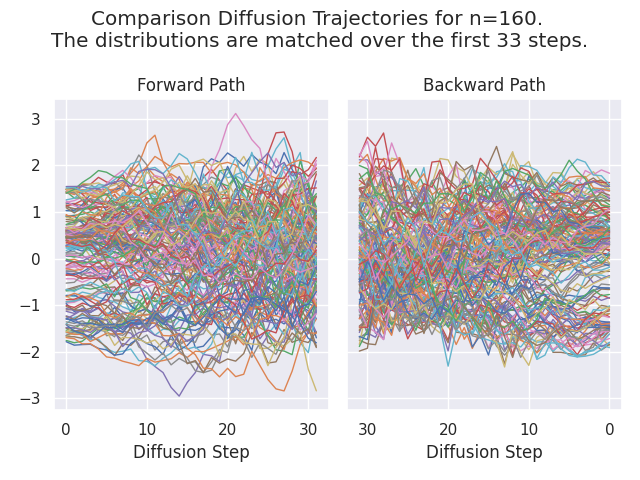 Comparison Diffusion Trajectories for n=160.
The distributions are matched over the first 33 steps.
Forward Path
Backward Path
3
2
1
0
−1
−2
−3
0 10 20 30
30 20 10 0
Diffusion Step
Diffusion Step